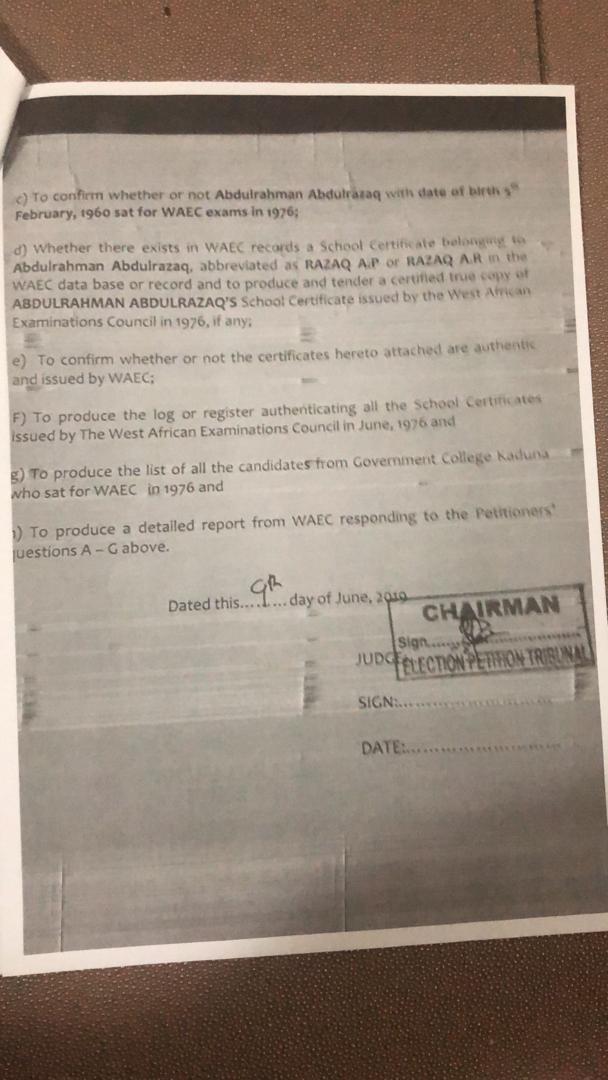 c) To confirm whether or not Abdulrahman Abdulrazaq with date of birth 5th
February, 1960 sat for WAEC exams in 1976;
d) Whether there exists in WAEC records a School Certificate belonging to
Abdulrahman Abdulrazaq, abbreviated as RAZAQ A.P or RAZAQ A.R in the
WAEC data base or record and to produce and tender a certified true copy of
ABDULRAHMAN ABDULRAZAQ'S School Certificate issued by the West African
Examinations Council in 1976, if any;
e) To confirm whether or not the certificates hereto attached are authentic
and issued by WAEC;
F) To produce the log or register authenticating all the School Certificates
issued by The West African Examinations Council in June, 1976 and
g) To produce the list of all the candidates from Government College Kaduna
who sat for WAEC in 1976 and
) To produce a detailed report from WAEC responding to the Petitioners'
uestions A – G above.
Dated this.... day of June, 2019
CHAIRMAN
Sign..................
JUDGE
ELECTION PETITION TRIBUNAL
SIGN:......................
DATE:......................